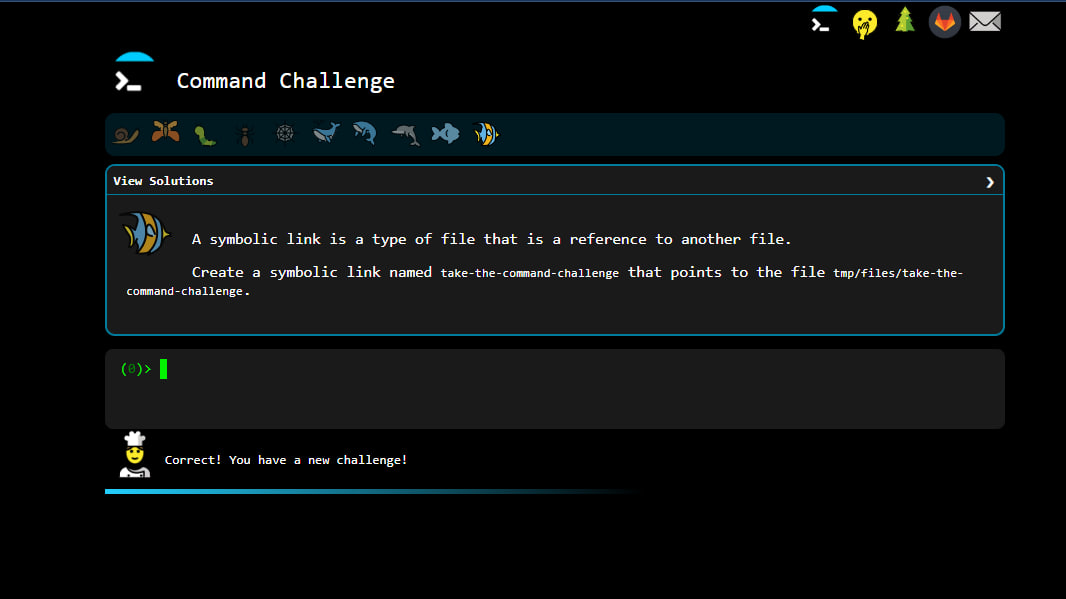 Command Challenge
View Solutions
A symbolic link is a type of file that is a reference to another file.
Create a symbolic link named take-the-command-challenge that points to the file tmp/files/take-the-
command-challenge.
(0)>
Correct! You have a new challenge!